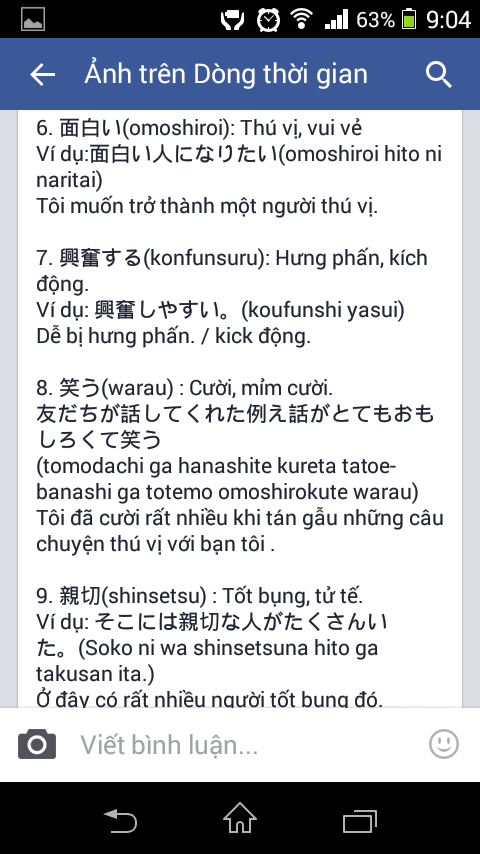 63% 9:04
Ảnh trên Dòng thời gian
6. 面白い(omoshiroi): Thú vị, vui vẻ
Ví dụ:面白い人になりたい(omoshiroi hito ni
naritai)
Tôi muốn trở thành một người thú vị.
7. 興奮する(konfunsuru): Hưng phấn, kích
động.
Ví dụ: 興奮しやすい。(koufunshi yasui)
Dễ bị hưng phấn. / kick động.
8. 笑う(warau) : Cười, mỉm cười.
友だちが話してくれた例え話がとてもおも
しろくて笑う
(tomodachi ga hanashite kureta tatoe-
banashi ga totemo omoshirokute warau)
Tôi đã cười rất nhiều khi tán gẫu những câu
chuyện thú vị với bạn tôi .
9. 親切(shinsetsu) : Tốt bụng, tử tế.
Ví dụ: そこには親切な人がたくさんい
た。(Soko ni wa shinsetsuna hito ga
takusan ita.)
Ở đây có rất nhiều người tốt bụng đó.
Viết bình luận...